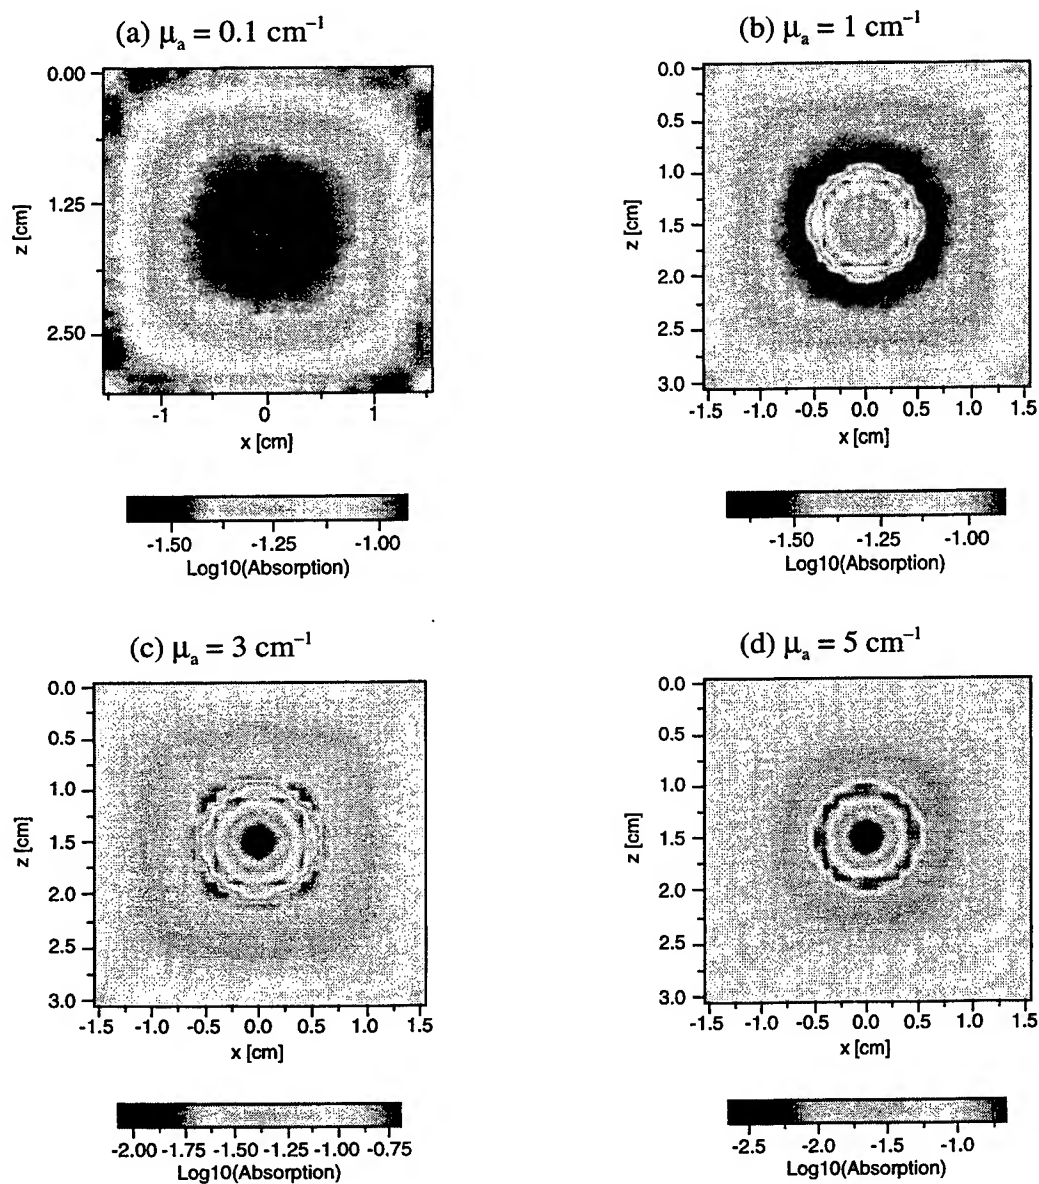 (a) μₐ = 0.1 cm⁻¹
0.00
1.25
2.50
z [cm]
-1 0 1
x [cm]
-1.50 -1.25 -1.00
Log10(Absorption)
(b) μₐ = 1 cm⁻¹
0.0
0.5
1.0
1.5
2.0
2.5
3.0
z [cm]
-1.5 -1.0 -0.5 0.0 0.5 1.0 1.5
x [cm]
-1.50 -1.25 -1.00
Log10(Absorption)
(c) μₐ = 3 cm⁻¹
0.0
0.5
1.0
1.5
2.0
2.5
3.0
z [cm]
-1.5 -1.0 -0.5 0.0 0.5 1.0 1.5
x [cm]
-2.00 -1.75 -1.50 -1.25 -1.00 -0.75
Log10(Absorption)
(d) μₐ = 5 cm⁻¹
0.0
0.5
1.0
1.5
2.0
2.5
3.0
z [cm]
-1.5 -1.0 -0.5 0.0 0.5 1.0 1.5
x [cm]
-2.5 -2.0 -1.5 -1.0
Log10(Absorption)